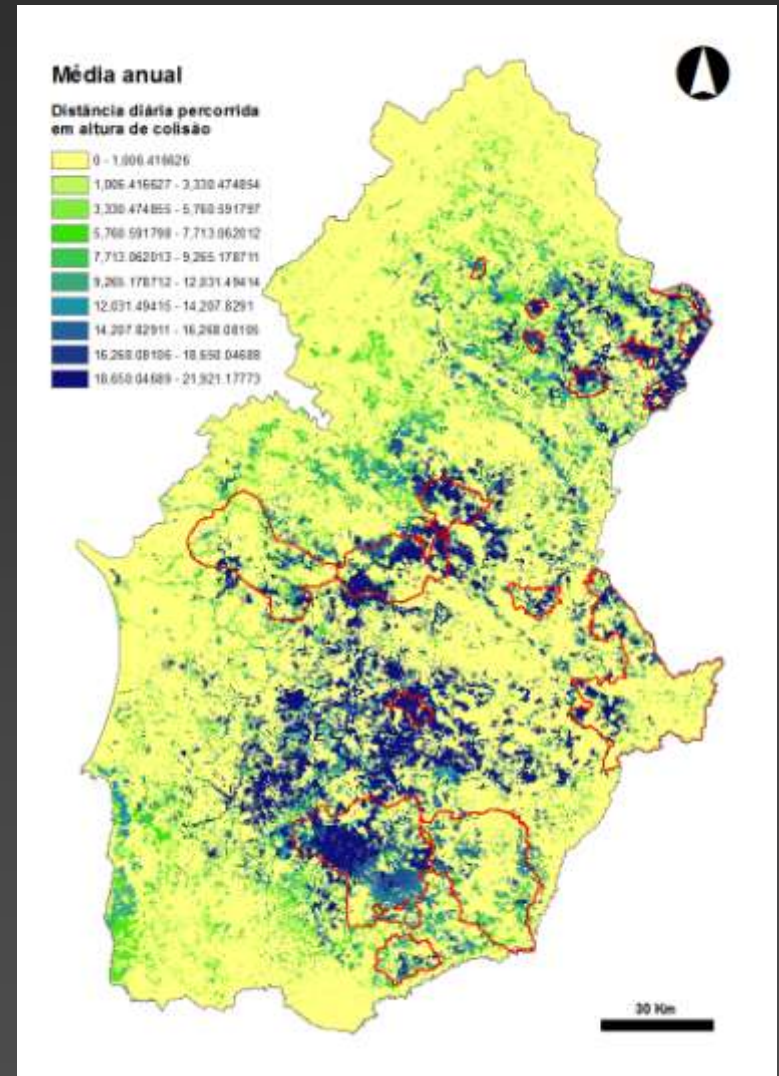 Média anual
Distância diária percorrida
em altura de colisão
0 - 1,006.416626
1,006.416627 - 3,330.474854
3,330.474855 - 5,760.591797
5,760.591798 - 7,713.062012
7,713.062013 - 9,265.178711
9,265.178712 - 12,031.49414
12,031.49415 - 14,207.8291
14,207.82911 - 16,268.08106
16,268.08106 - 18,650.04688
18,650.04689 - 21,921.17773
30 Km